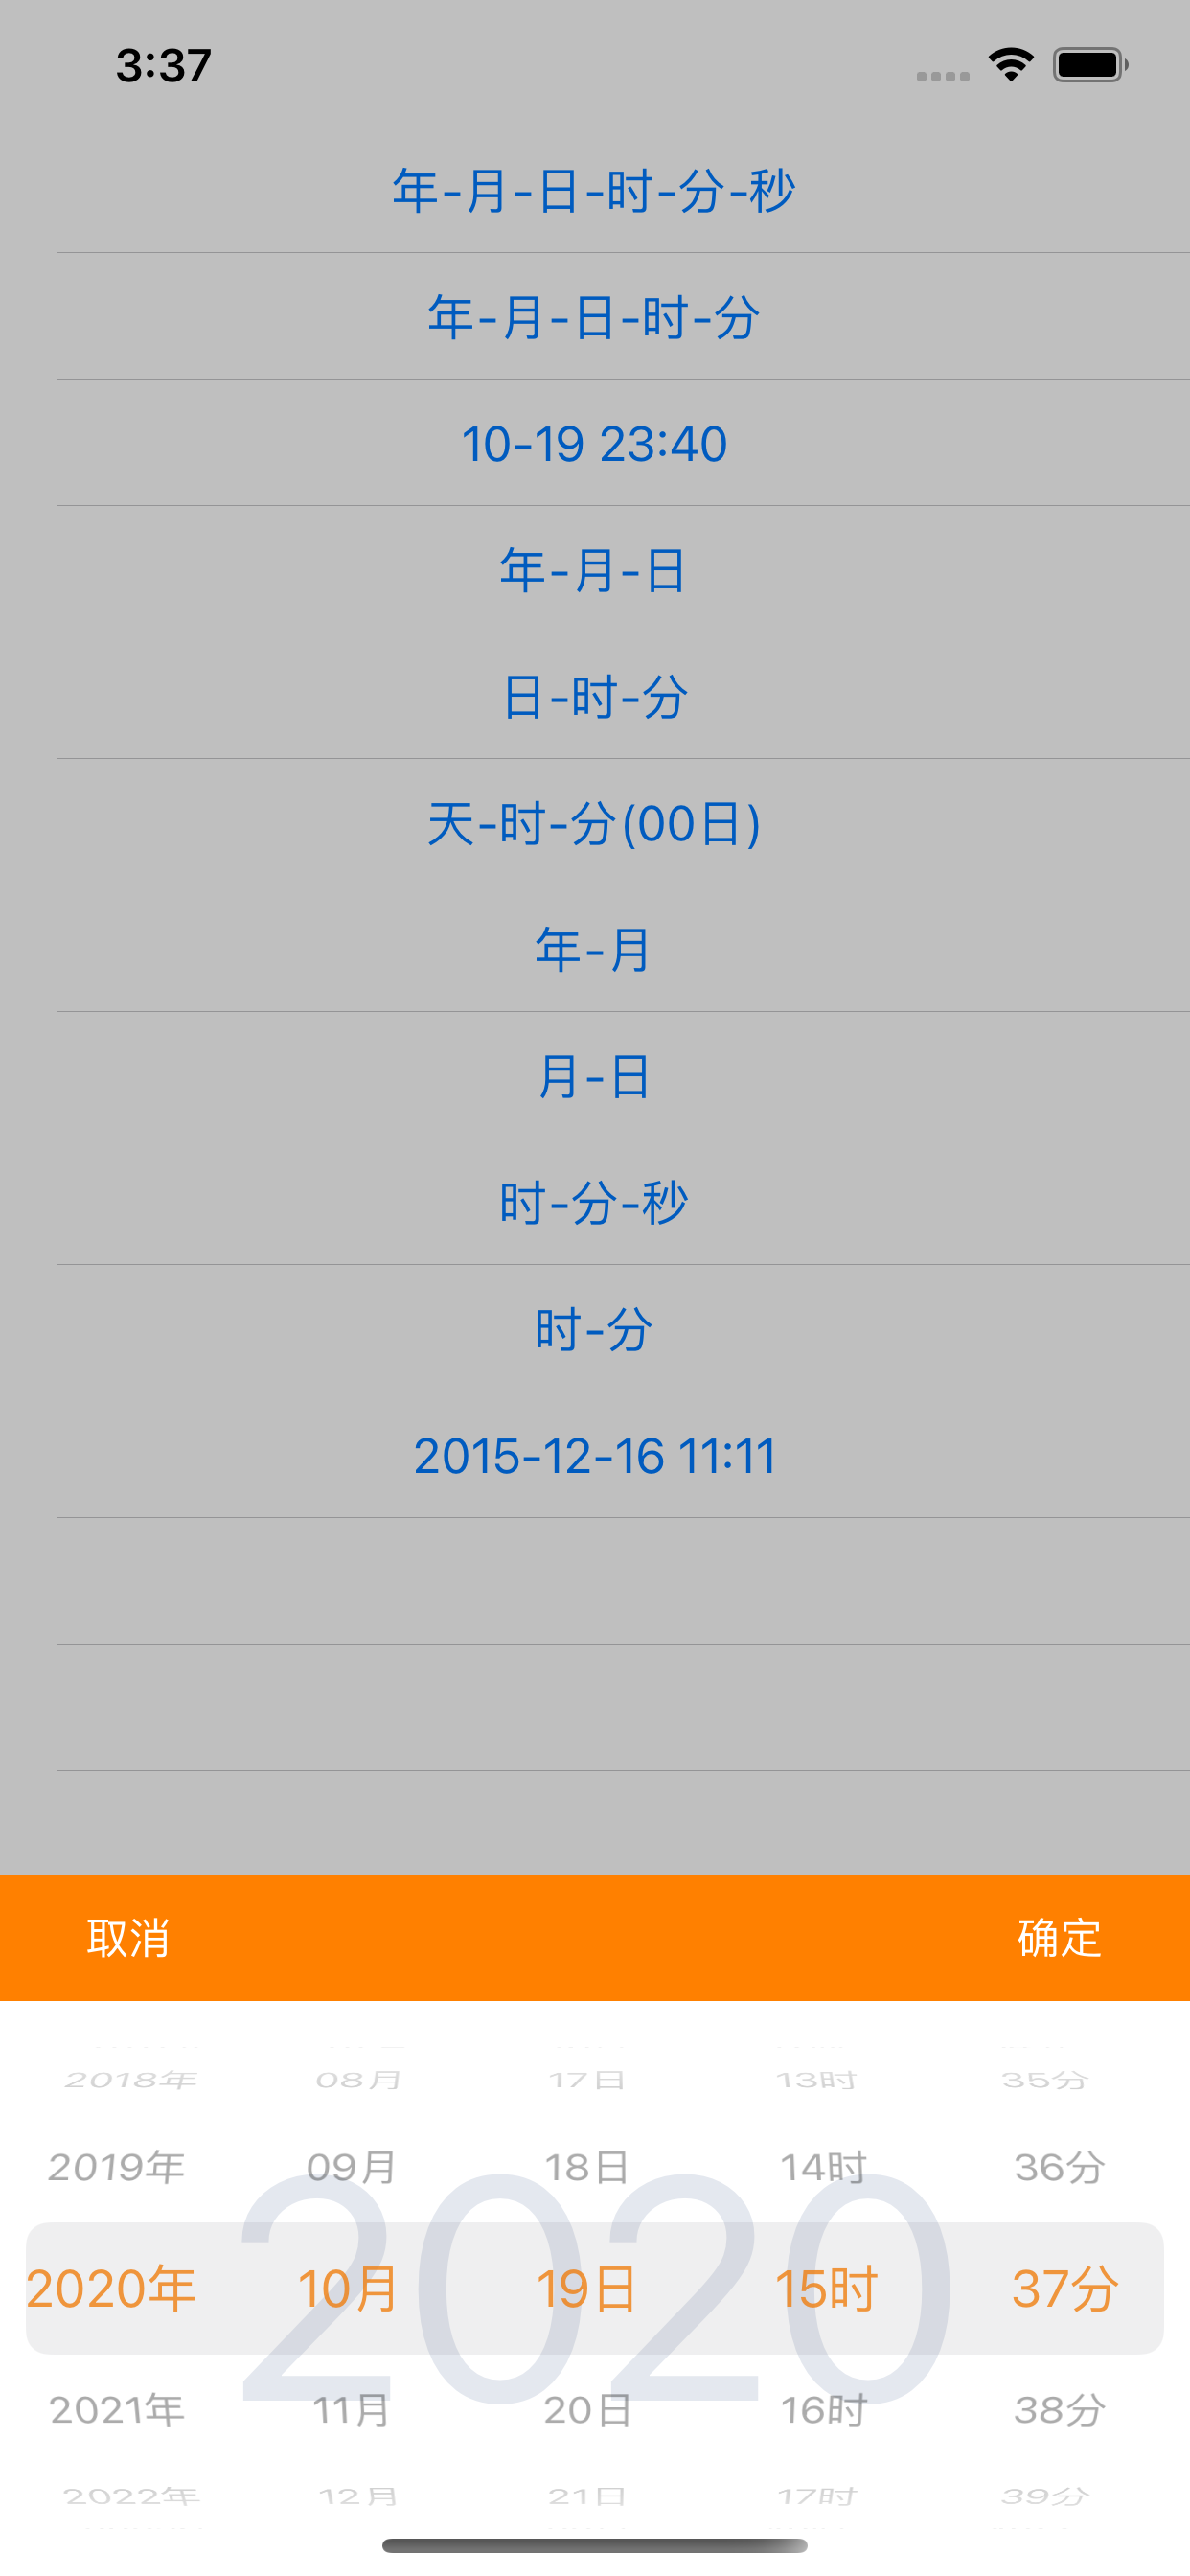 3:37
年-月-日-时-分-秒
年-月-日-时-分
10-19 23:40
年-月-日
日-时-分
天-时-分(00日)
年-月
月-日
时-分-秒
时-分
2015-12-16 11:11
取消 确定
2018年 08月 17日 13时 35分
2019年 09月 18日 14时 36分
2020
2020年 10月 19日 15时 37分
2021年 11月 20日 16时 38分
2022年 12月 21日 17时 39分